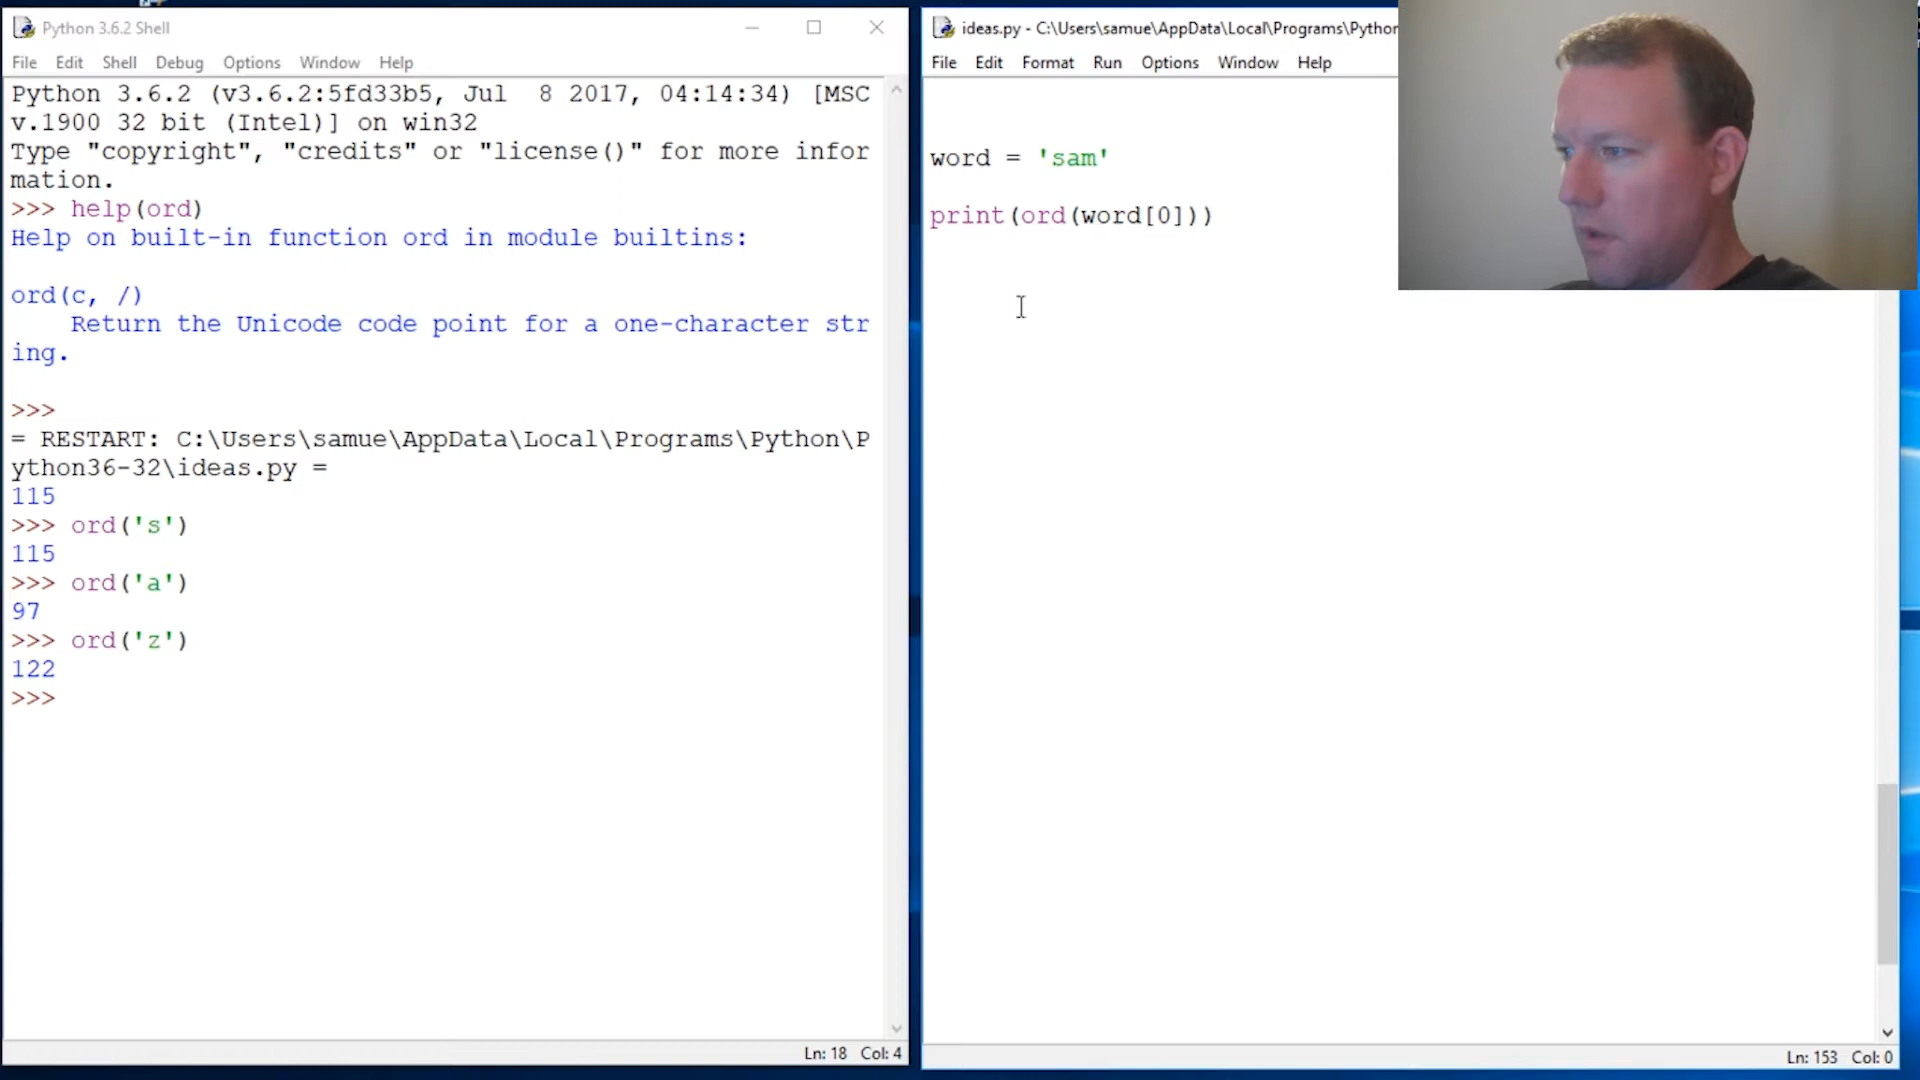 Python 3.6.2 Shell
File Edit Shell Debug Options Window Help
Python 3.6.2 (v3.6.2:5fd33b5, Jul  8 2017, 04:14:34) [MSC
v.1900 32 bit (Intel)] on win32
Type "copyright", "credits" or "license()" for more infor
mation.
>>> help(ord)
Help on built-in function ord in module builtins:
ord(c, /)
    Return the Unicode code point for a one-character str
ing.
>>>
= RESTART: C:\Users\samue\AppData\Local\Programs\Python\P
ython36-32\ideas.py =
115
>>> ord('s')
115
>>> ord('a')
97
>>> ord('z')
122
>>>
Ln: 18 Col: 4
ideas.py - C:\Users\samue\AppData\Local\Programs\Python
File Edit Format Run Options Window Help
word = 'sam'
print(ord(word[0]))
Ln: 153 Col: 0